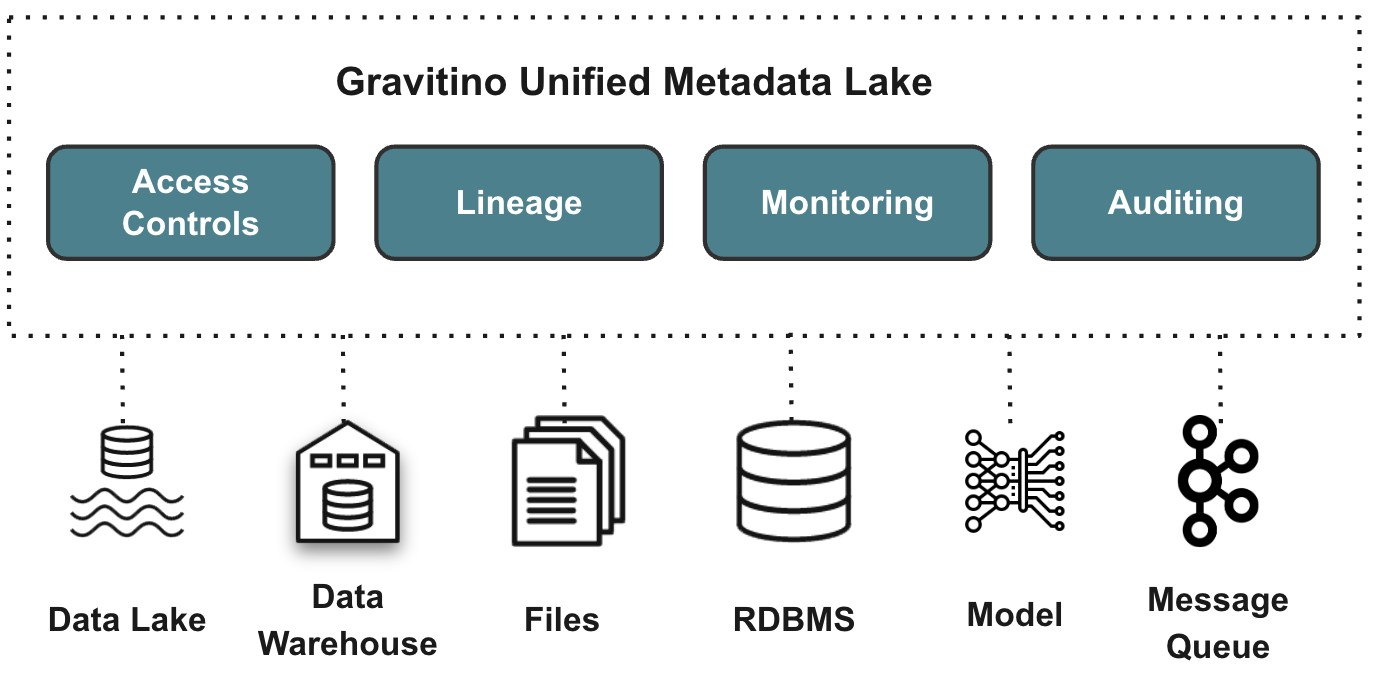 Gravitino Unified Metadata Lake
Access
Controls
Lineage
Monitoring
Auditing
Data Lake
Data
Warehouse
Files
RDBMS
Model
Message
Queue